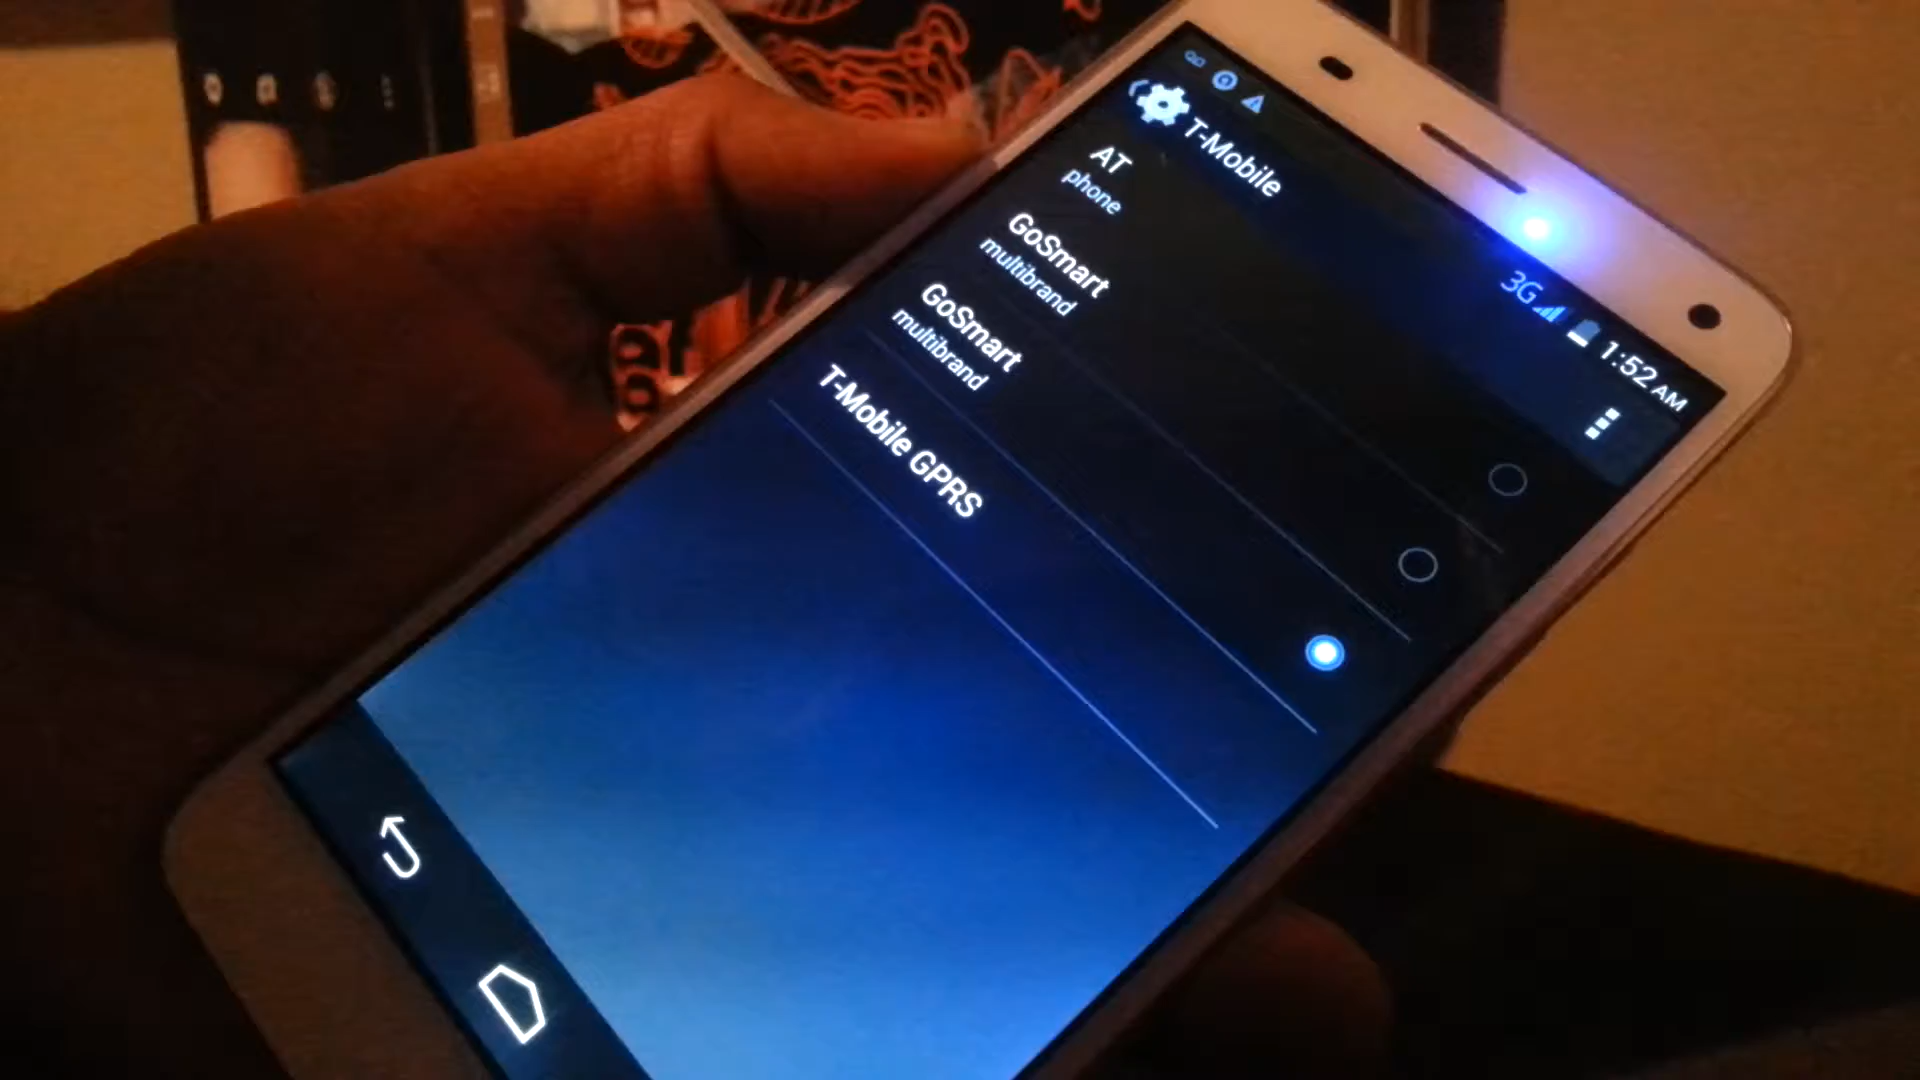 3G 1:52 AM
T-Mobile
AT
phone
GoSmart
multibrand
GoSmart
multibrand
T-Mobile GPRS